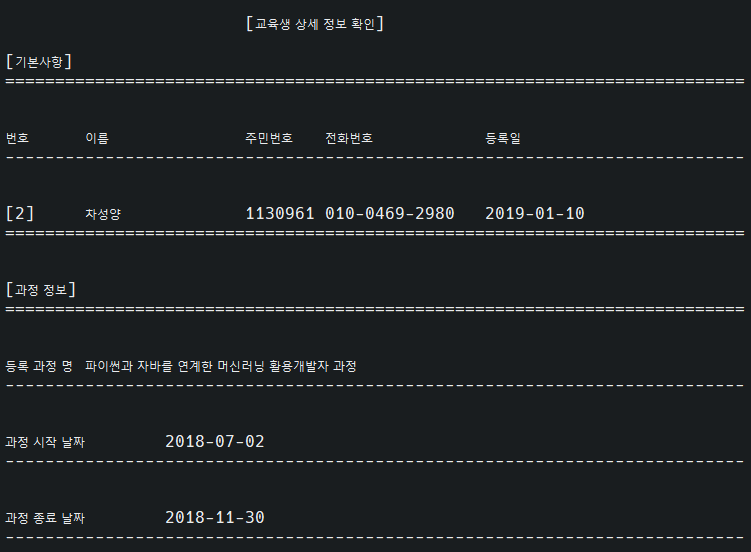 [교육생 상세 정보 확인]
[기본사항]
==========================================================================
번호 이름 주민번호 전화번호 등록일
--------------------------------------------------------------------------
[2] 차성양 1130961 010-0469-2980 2019-01-10
==========================================================================
[과정 정보]
==========================================================================
등록 과정 명 파이썬과 자바를 연계한 머신러닝 활용개발자 과정
--------------------------------------------------------------------------
과정 시작 날짜 2018-07-02
--------------------------------------------------------------------------
과정 종료 날짜 2018-11-30
--------------------------------------------------------------------------